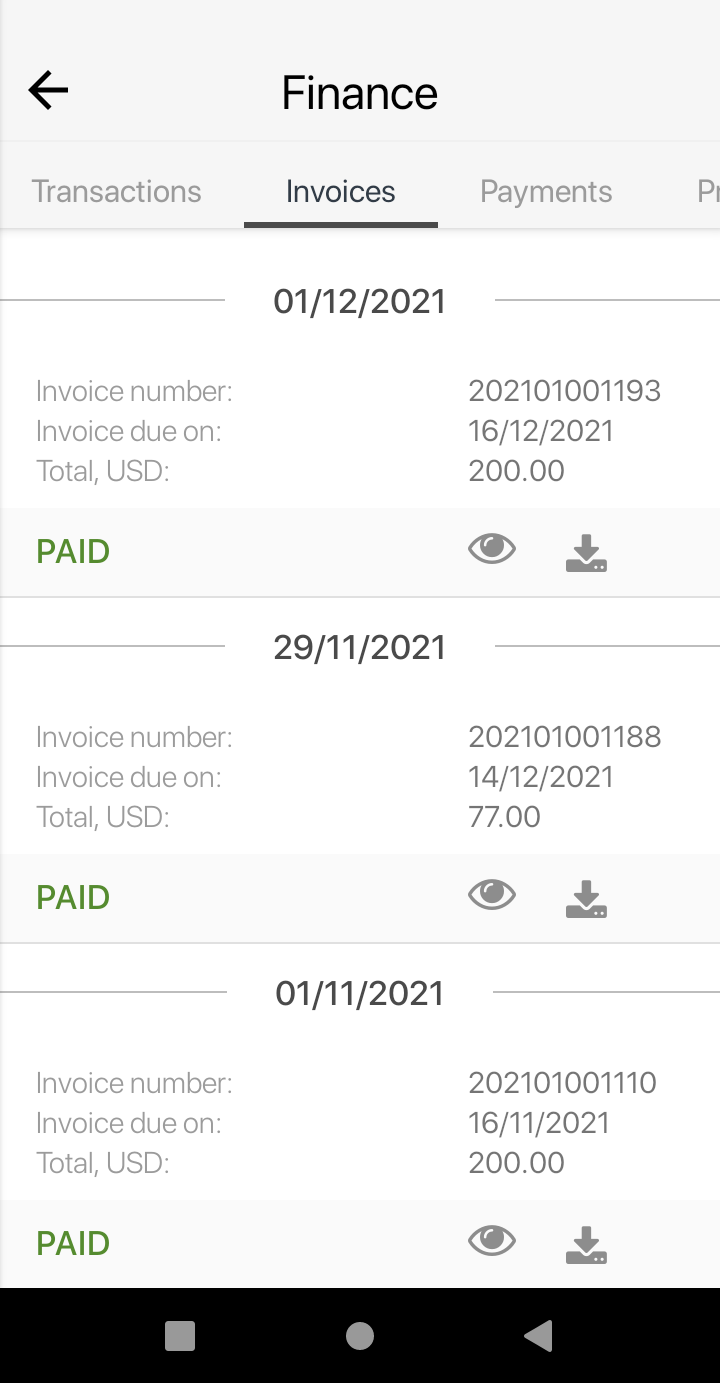 Finance
Transactions Invoices Payments
01/12/2021
Invoice number: 202101001193
Invoice due on: 16/12/2021
Total, USD: 200.00
PAID
29/11/2021
Invoice number: 202101001188
Invoice due on: 14/12/2021
Total, USD: 77.00
PAID
01/11/2021
Invoice number: 202101001110
Invoice due on: 16/11/2021
Total, USD: 200.00
PAID